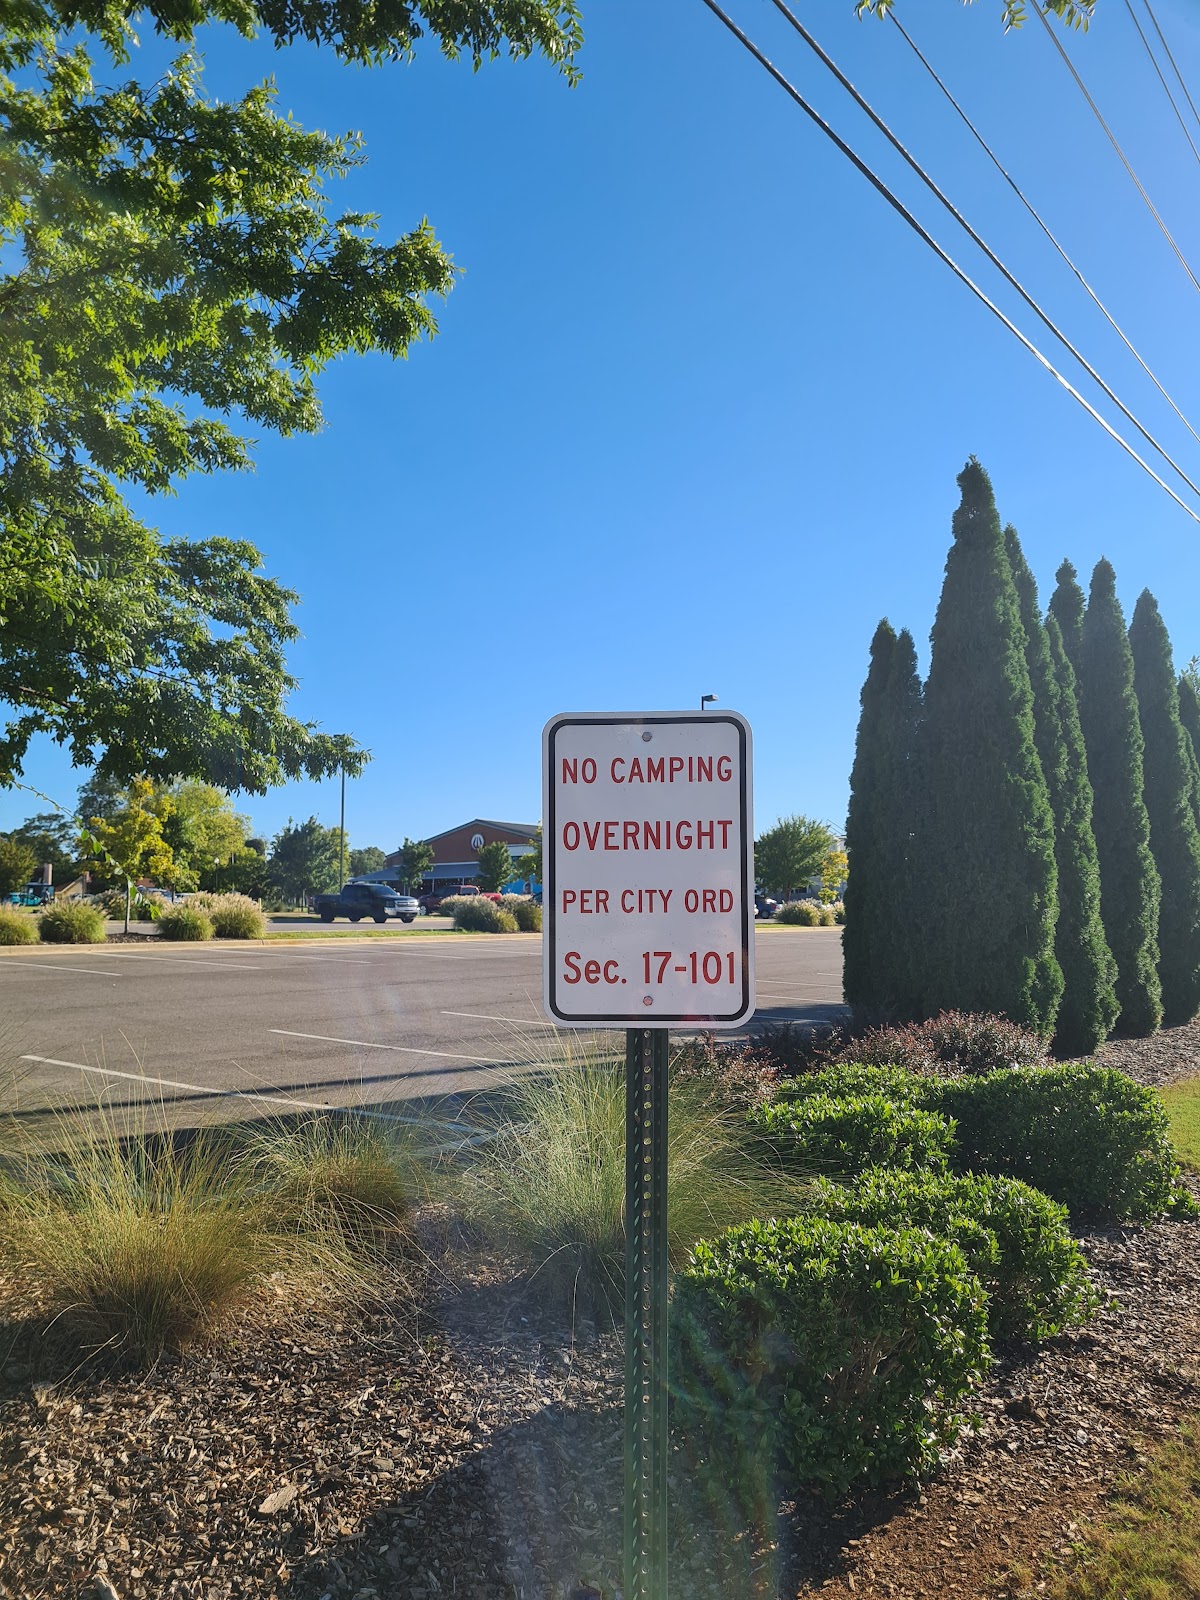 NO CAMPING
OVERNIGHT
PER CITY ORD
Sec. 17-101